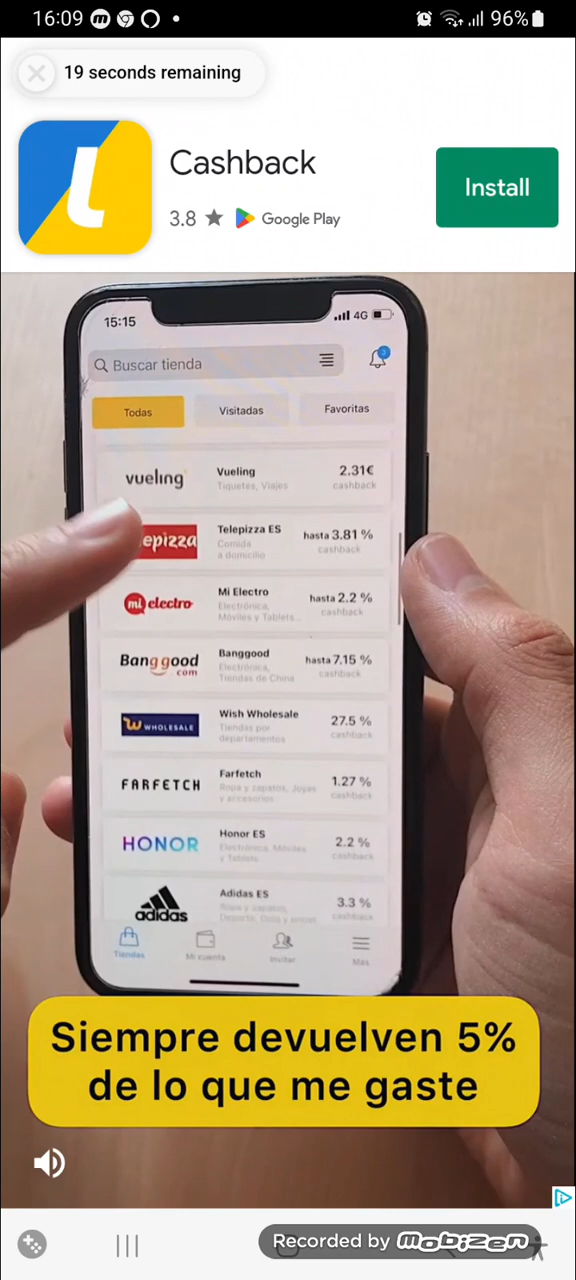 16:09
96%
19 seconds remaining
Cashback
3.8 ★ Google Play
Install
15:15
4G
Buscar tienda
3
Todas
Visitadas
Favoritas
vueling
Vueling
2.31€
Tiquetes, Viajes
cashback
epizza
Telepizza ES
hasta 3.81 %
Comida
a domicilio
cashback
mi electro
Mi Electro
hasta 2.2 %
Electrónica,
Móviles y Tablets...
cashback
Banggood
.com
Banggood
hasta 7.15 %
Electrónica,
Tiendas de China
cashback
WHOLESALE
Wish Wholesale
27.5 %
Tiendas por
departamentos
cashback
FARFETCH
Farfetch
1.27 %
Ropa y zapatos, Joyas
y accesorios
cashback
HONOR
Honor ES
2.2 %
Electrónica, Móviles
y Tablets
cashback
adidas
Adidas ES
3.3 %
Ropa y zapatos,
cashback
Tiendas
Mi cuenta
Invitar
Más
Siempre devuelven 5%
de lo que me gaste
Recorded by mobizen